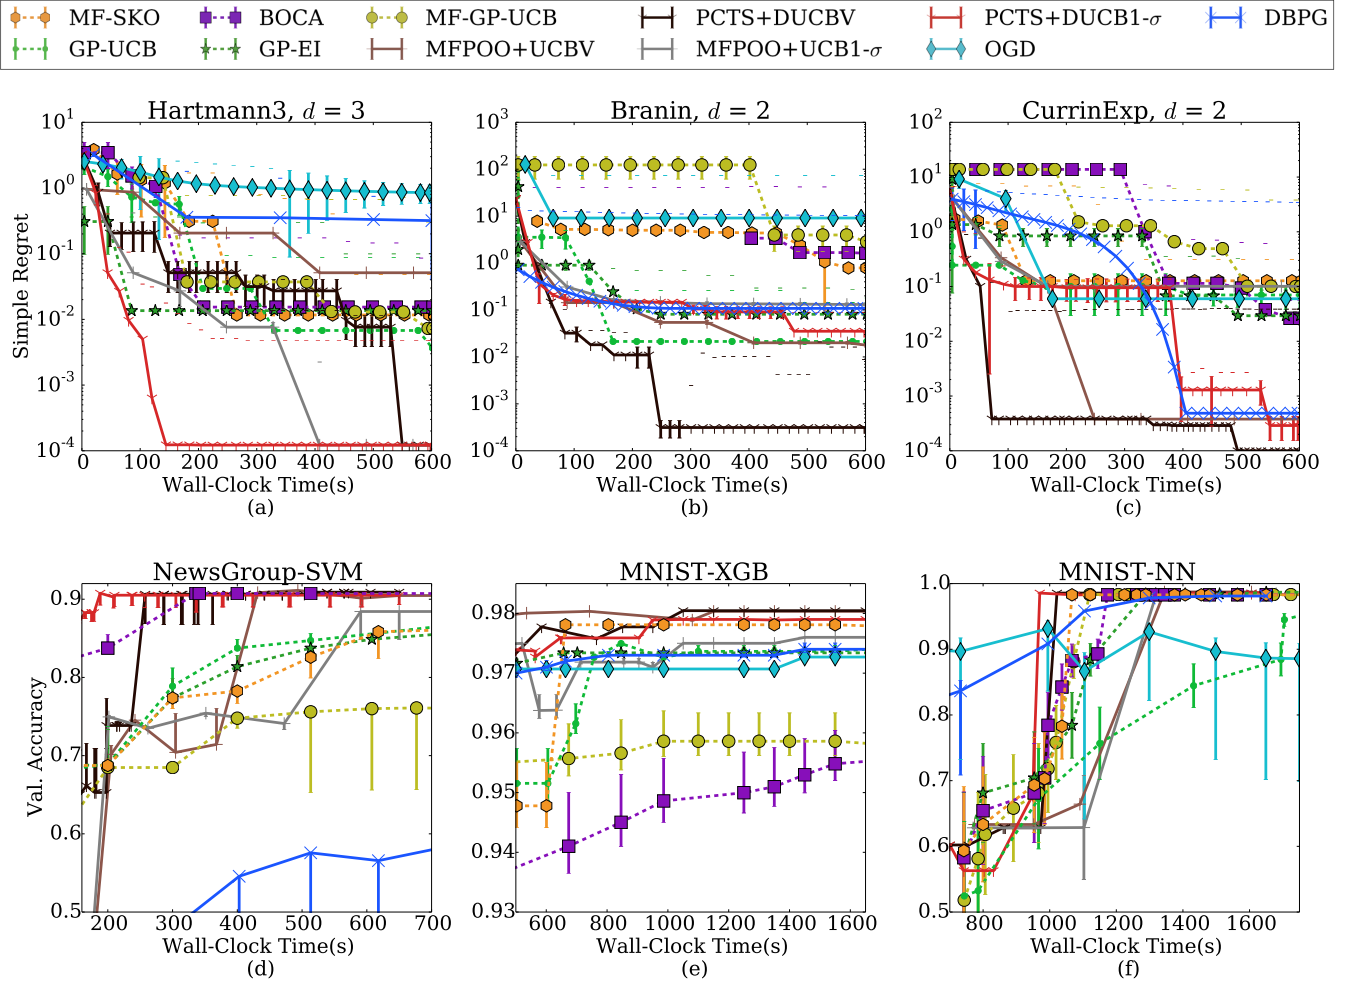 MF-SKO BOCA MF-GP-UCB PCTS+DUCBV PCTS+DUCB1-σ DBPG
GP-UCB GP-EI MFPOO+UCBV MFPOO+UCB1-σ OGD
Hartmann3, d = 3 Branin, d = 2 CurrinExp, d = 2
10^1 10^3 10^2
10^0 10^2 10^1
10^-1 10^1 10^0
10^-2 10^0 10^-1
10^-3 10^-1 10^-2
10^-4 10^-2 10^-3
10^-3 10^-4
10^-4
Simple Regret
0 100 200 300 400 500 600 0 100 200 300 400 500 600 0 100 200 300 400 500 600
Wall-Clock Time(s) Wall-Clock Time(s) Wall-Clock Time(s)
(a) (b) (c)
NewsGroup-SVM MNIST-XGB MNIST-NN
0.9 0.98 1.0
0.8 0.97 0.9
0.7 0.96 0.8
0.6 0.95 0.7
0.5 0.94 0.6
0.93 0.5
Val. Accuracy
200 300 400 500 600 700 600 800 1000 1200 1400 1600 800 1000 1200 1400 1600
Wall-Clock Time(s) Wall-Clock Time(s) Wall-Clock Time(s)
(d) (e) (f)